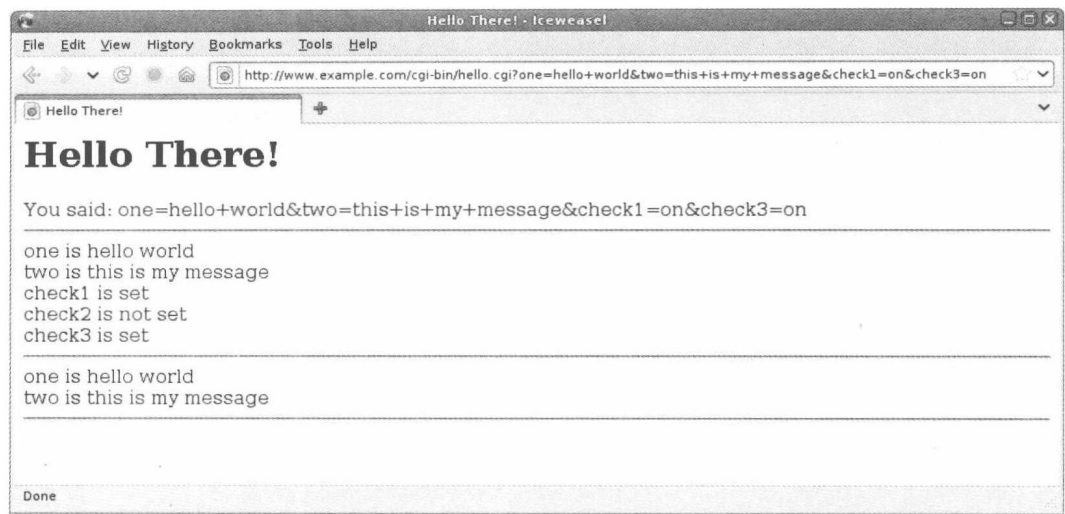 Hello There! - Iceweasel
File Edit View History Bookmarks Tools Help
http://www.example.com/cgi-bin/hello.cgi?one=hello+world&two=this+is+my+message&check1=on&check3=on
Hello There!
Hello There!
You said: one=hello+world&two=this+is+my+message&check1=on&check3=on
one is hello world
two is this is my message
check1 is set
check2 is not set
check3 is set
one is hello world
two is this is my message
Done